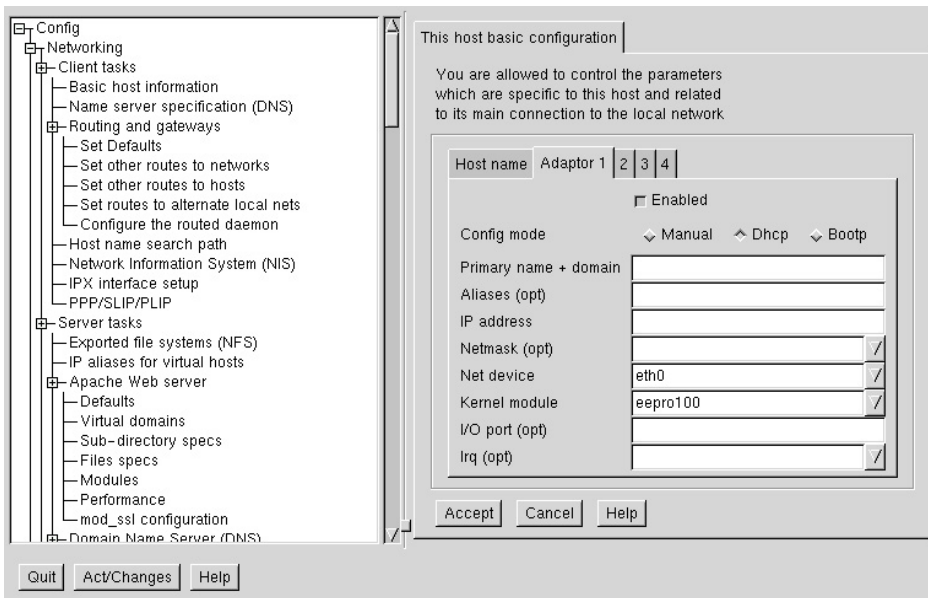 Config
Networking
Client tasks
Basic host information
Name server specification (DNS)
Routing and gateways
Set Defaults
Set other routes to networks
Set other routes to hosts
Set routes to alternate local nets
Configure the routed daemon
Host name search path
Network Information System (NIS)
IPX interface setup
PPP/SLIP/PLIP
Server tasks
Exported file systems (NFS)
IP aliases for virtual hosts
Apache Web server
Defaults
Virtual domains
Sub-directory specs
Files specs
Modules
Performance
mod_ssl configuration
Domain Name Server (DNS)
This host basic configuration
You are allowed to control the parameters
which are specific to this host and related
to its main connection to the local network
Host name Adaptor 1 2 3 4
Enabled
Config mode Manual Dhcp Bootp
Primary name + domain
Aliases (opt)
IP address
Netmask (opt)
Net device eth0
Kernel module eepro100
I/O port (opt)
Irq (opt)
Accept Cancel Help
Quit Act/Changes Help